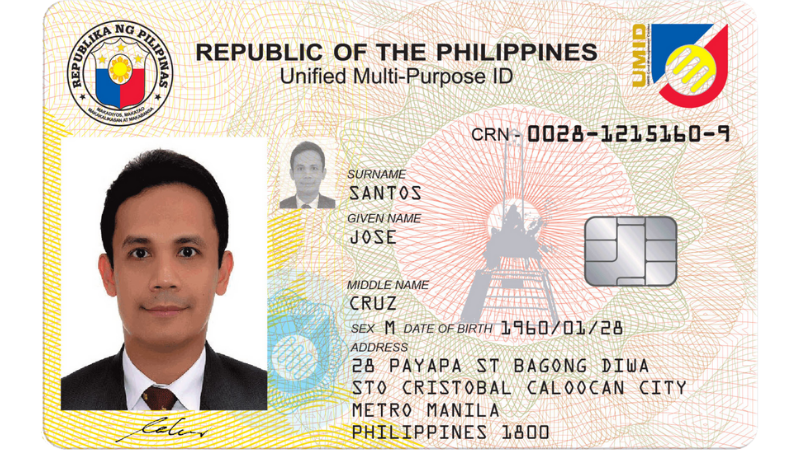 REPUBLIKA NG PILIPINAS
MAKADIYOS, MAKATAO
MAKAKALIKASAN AT MAKABANSA
REPUBLIC OF THE PHILIPPINES
Unified Multi-Purpose ID
UMID
CRN - 0028-1215160-9
SURNAME
SANTOS
GIVEN NAME
JOSE
MIDDLE NAME
CRUZ
SEX M DATE OF BIRTH 1960/01/28
ADDRESS
28 PAYAPA ST BAGONG DIWA
STO CRISTOBAL CALOOCAN CITY
METRO MANILA
PHILIPPINES 1800